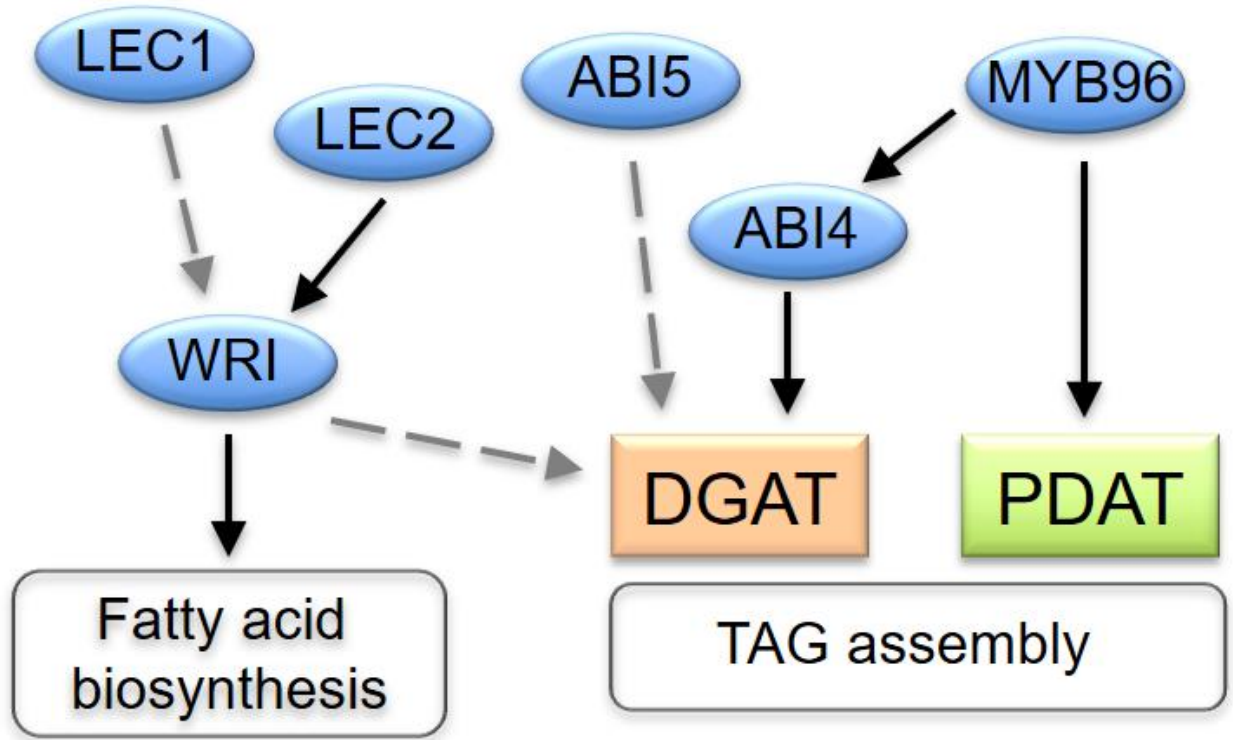 LEC1
LEC2
ABI5
MYB96
ABI4
WRI
DGAT
PDAT
Fatty acid
biosynthesis
TAG assembly